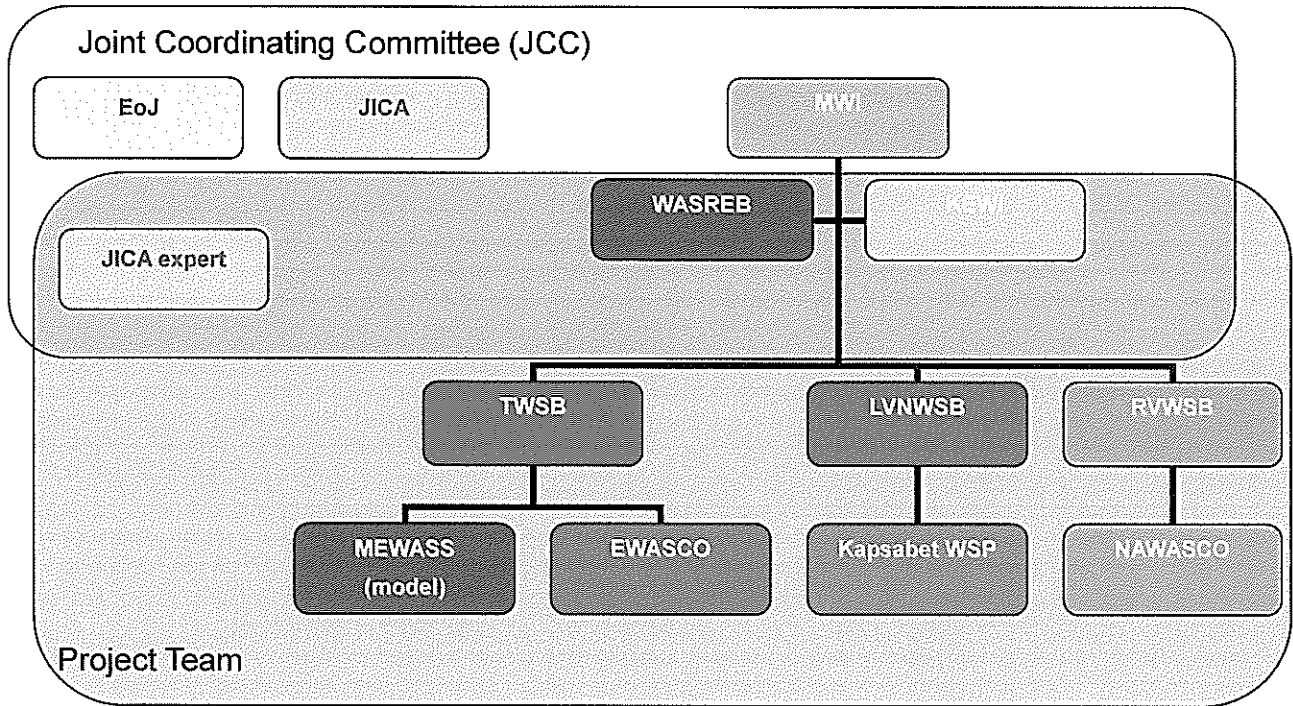 Joint Coordinating Committee (JCC)
EoJ
JICA
MWI
WASREB
KEWI
JICA expert
TWSB
LVNWSB
RVWSB
MEWASS
(model)
EWASCO
Kapsabet WSP
NAWASCO
Project Team